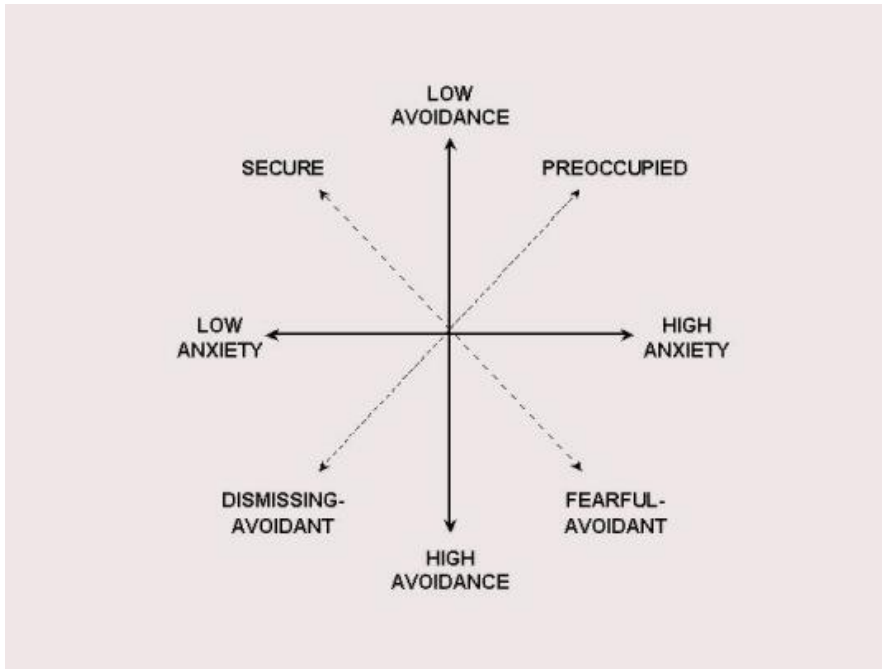 LOW
AVOIDANCE
SECURE
PREOCCUPIED
LOW
ANXIETY
HIGH
ANXIETY
DISMISSING-
AVOIDANT
FEARFUL-
AVOIDANT
HIGH
AVOIDANCE